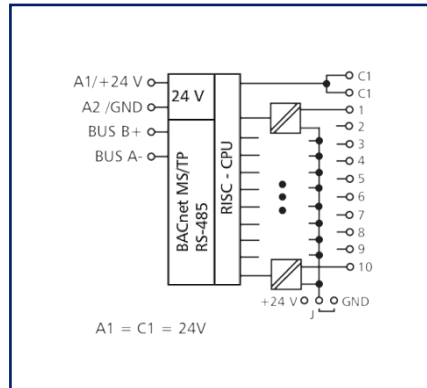 A1/+24 V
A2 /GND
BUS B+
BUS A-
24 V
BACnet MS/TP
RS-485
RISC - CPU
C1
C1
1
2
3
4
5
6
7
8
9
10
+24 V
GND
J
A1 = C1 = 24V